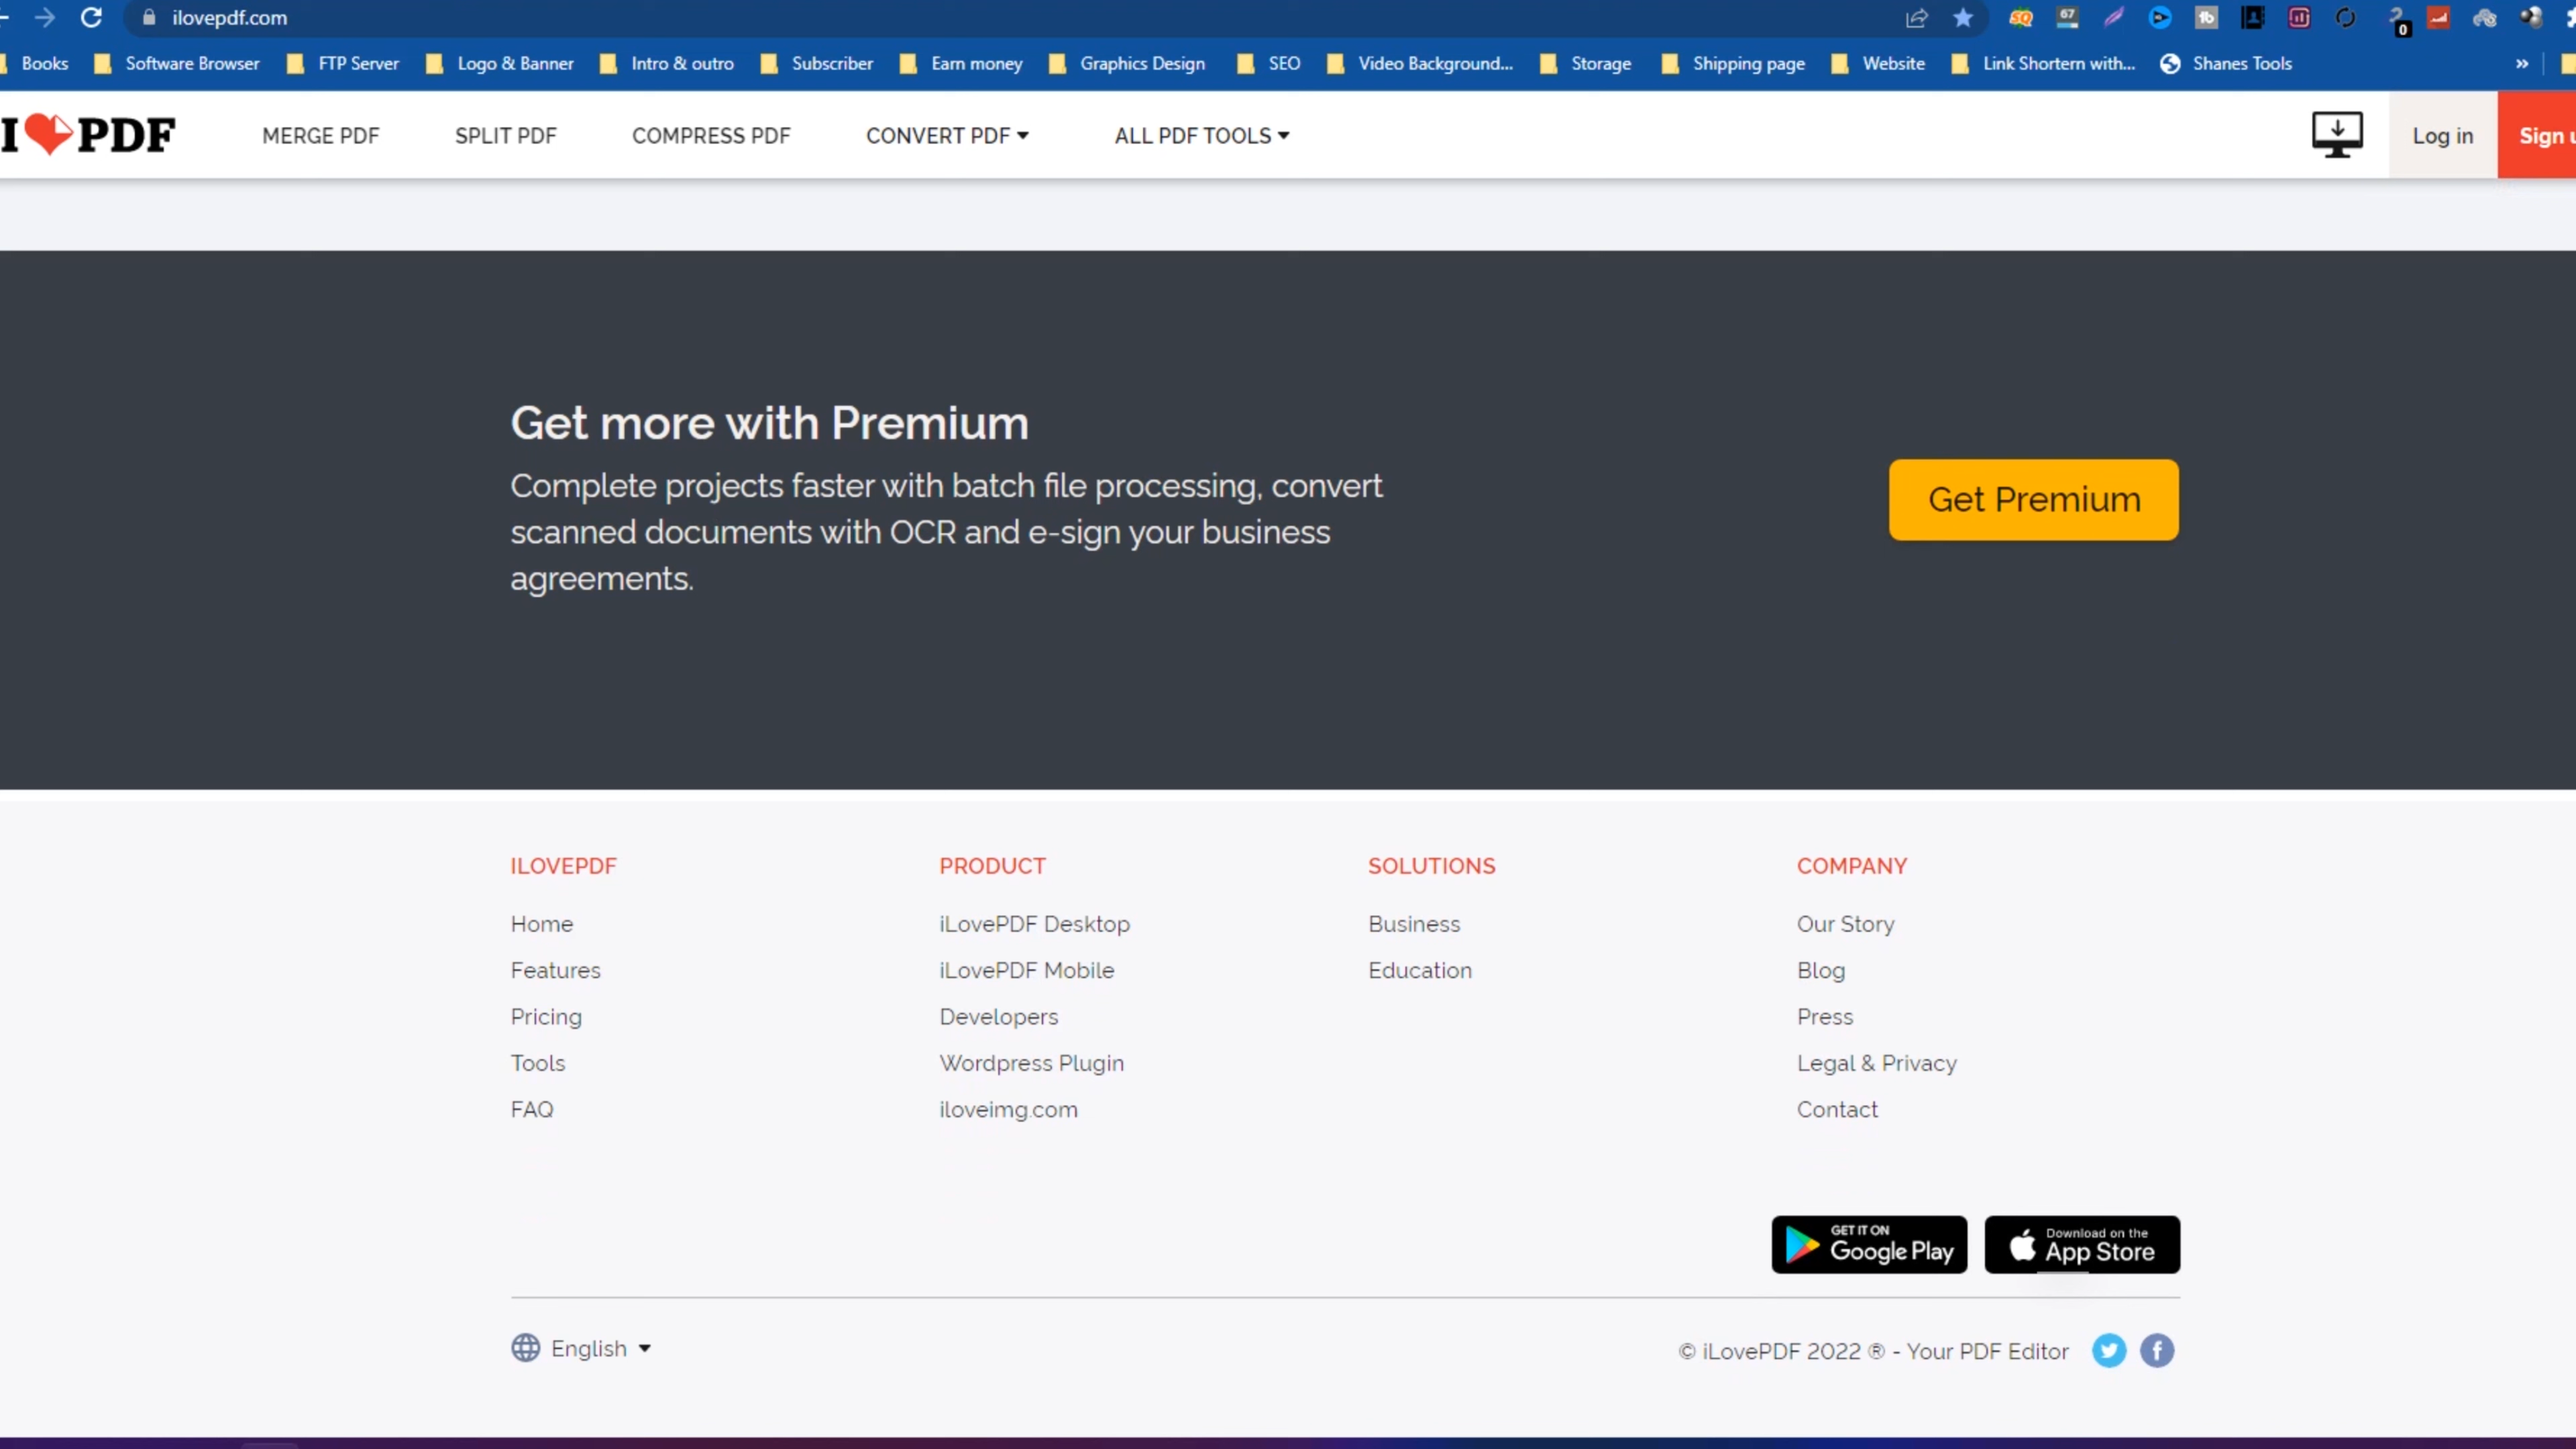 ilovepdf.com
67
0
Books
Software Browser
FTP Server
Logo & Banner
Intro & outro
Subscriber
Earn money
Graphics Design
SEO
Video Background...
Storage
Shipping page
Website
Link Shortern with...
Shanes Tools
»
I PDF
MERGE PDF
SPLIT PDF
COMPRESS PDF
CONVERT PDF
ALL PDF TOOLS
Log in
Sign
Get more with Premium
Complete projects faster with batch file processing, convert
scanned documents with OCR and e-sign your business
agreements.
Get Premium
ILOVEPDF
Home
Features
Pricing
Tools
FAQ
PRODUCT
iLovePDF Desktop
iLovePDF Mobile
Developers
Wordpress Plugin
iloveimg.com
SOLUTIONS
Business
Education
COMPANY
Our Story
Blog
Press
Legal & Privacy
Contact
GET IT ON
Google Play
Download on the
App Store
English
© iLovePDF 2022 ® - Your PDF Editor